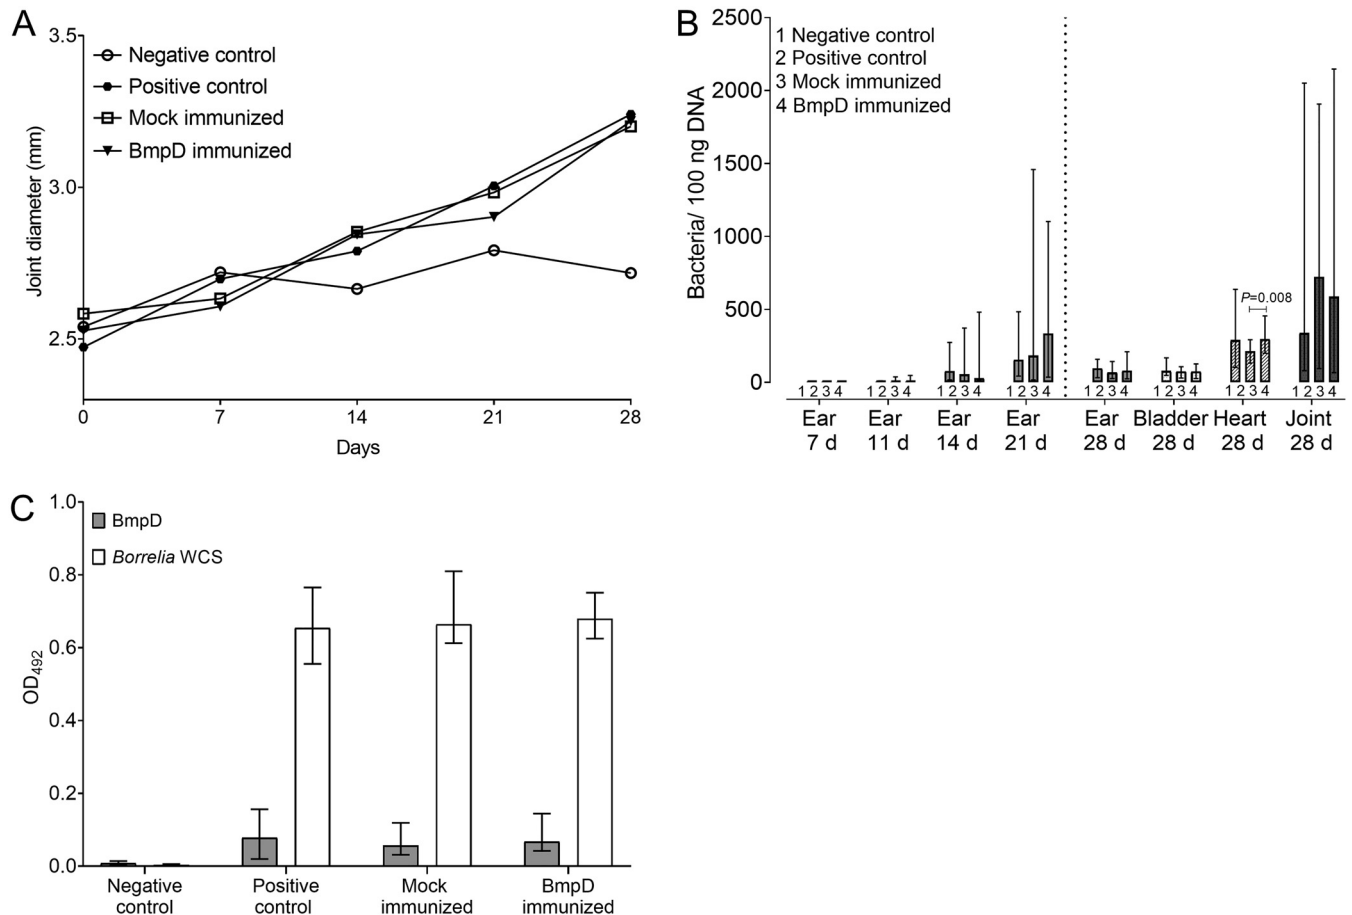 A
3.5
3.0
2.5
Joint diameter (mm)
Negative control
Positive control
Mock immunized
BmpD immunized
0 7 14 21 28
Days
B
2500
2000
1500
1000
500
0
Bacteria/ 100 ng DNA
1 Negative control
2 Positive control
3 Mock immunized
4 BmpD immunized
P=0.008
1 2 3 4 1 2 3 4 1 2 3 4 1 2 3 4 1 2 3 4 1 2 3 4 1 2 3 4 1 2 3 4
Ear Ear Ear Ear Ear Bladder Heart Joint
7 d 11 d 14 d 21 d 28 d 28 d 28 d 28 d
C
1.0
0.8
0.6
0.4
0.2
0.0
OD492
BmpD
Borrelia WCS
Negative Positive Mock BmpD
control control immunized immunized